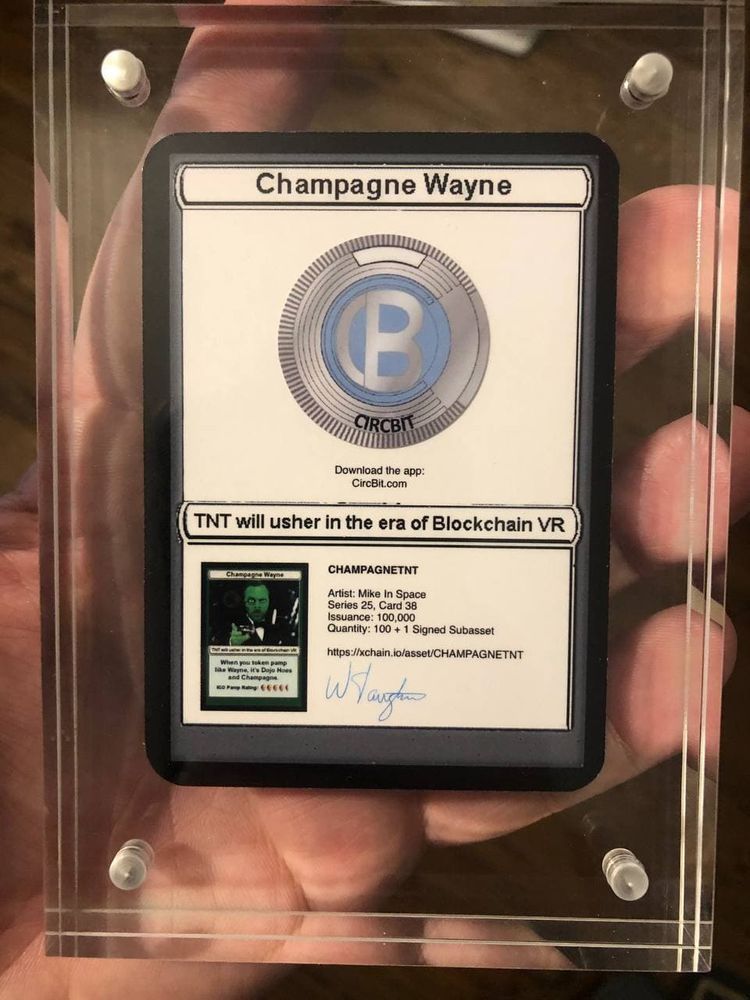 Champagne Wayne
CB
CIRCBIT
Download the app:
CircBit.com
TNT will usher in the era of Blockchain VR
Champagne Wayne
TNT will usher in the era of Blockchain VR
When you token pamp
like Wayne, it's Dojo Hoes
and Champagne.
ICO Pamp Rating:
CHAMPAGNETNT
Artist: Mike In Space
Series 25, Card 38
Issuance: 100,000
Quantity: 100 + 1 Signed Subasset
https://xchain.io/asset/CHAMPAGNETNT